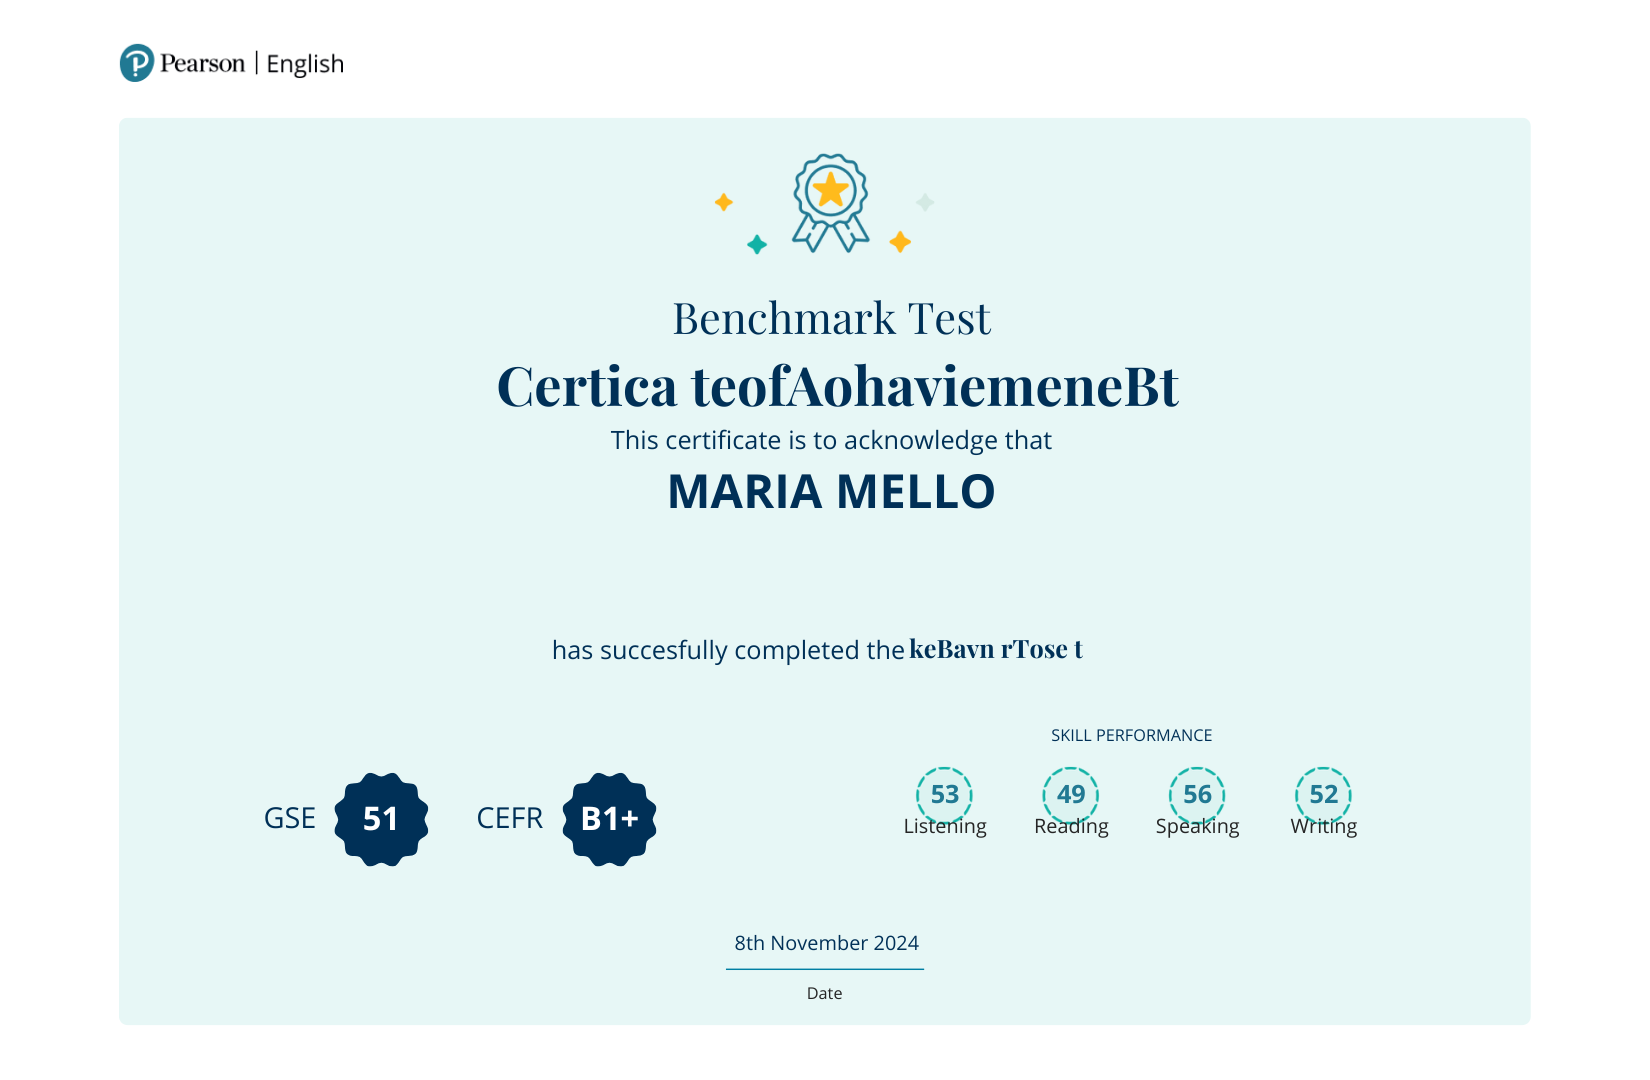 Pearson | English
Benchmark Test
Certica teofAohaviemeneBt
This certificate is to acknowledge that
MARIA MELLO
has succesfully completed the keBavn rTose t
SKILL PERFORMANCE
GSE 51 CEFR B1+
53 49 56 52
Listening Reading Speaking Writing
8th November 2024
Date